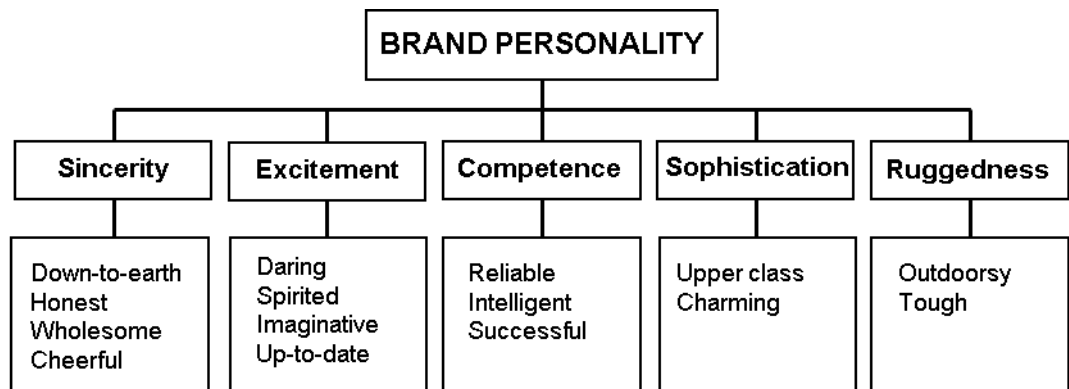 BRAND PERSONALITY
Sincerity
Excitement
Competence
Sophistication
Ruggedness
Down-to-earth
Honest
Wholesome
Cheerful
Daring
Spirited
Imaginative
Up-to-date
Reliable
Intelligent
Successful
Upper class
Charming
Outdoorsy
Tough